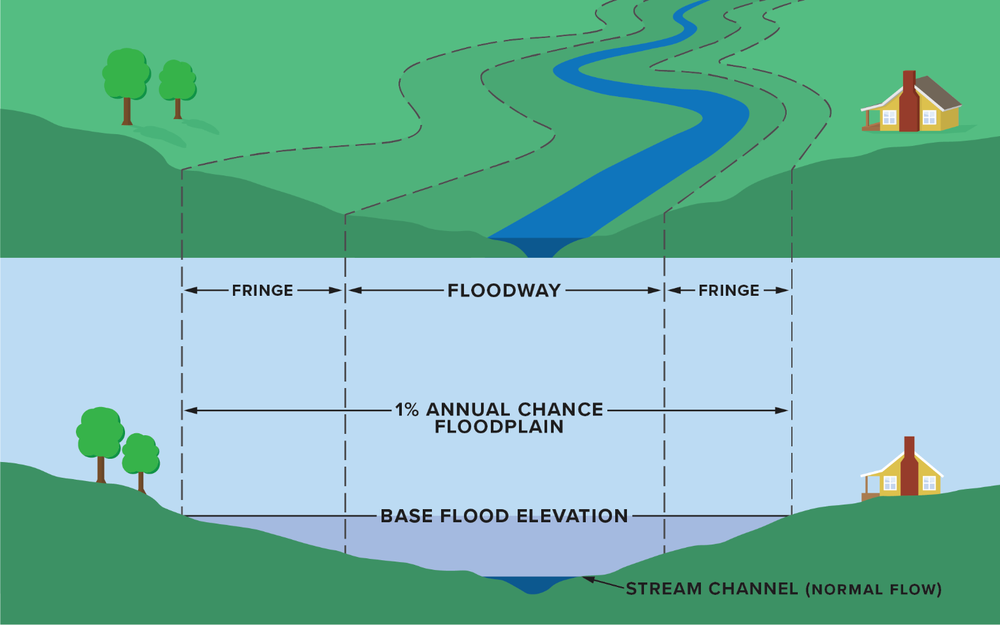 FRINGE
FLOODWAY
FRINGE
1% ANNUAL CHANCE
FLOODPLAIN
BASE FLOOD ELEVATION
STREAM CHANNEL (NORMAL FLOW)